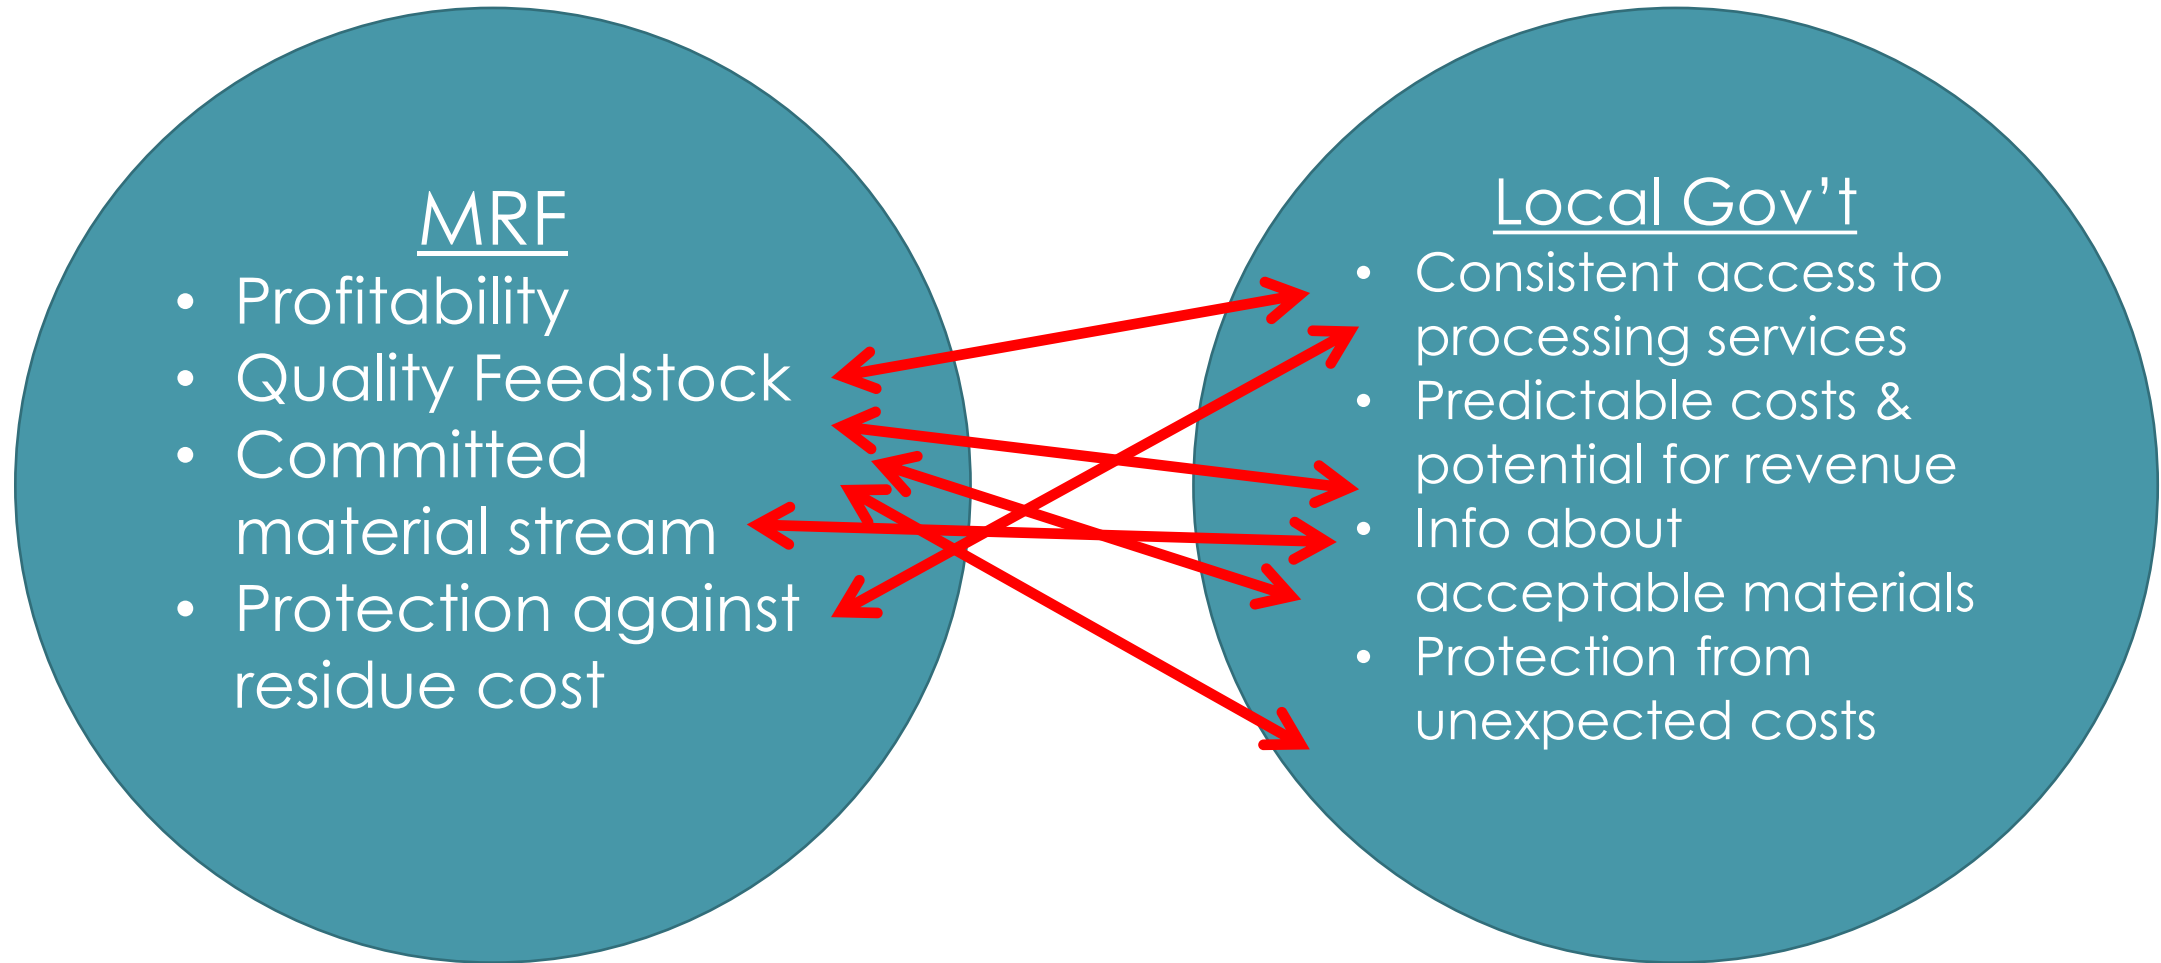 MRF
• Profitability
• Quality Feedstock
• Committed
material stream
• Protection against
residue cost
Local Gov’t
• Consistent access to
processing services
• Predictable costs &
potential for revenue
• Info about
acceptable materials
• Protection from
unexpected costs